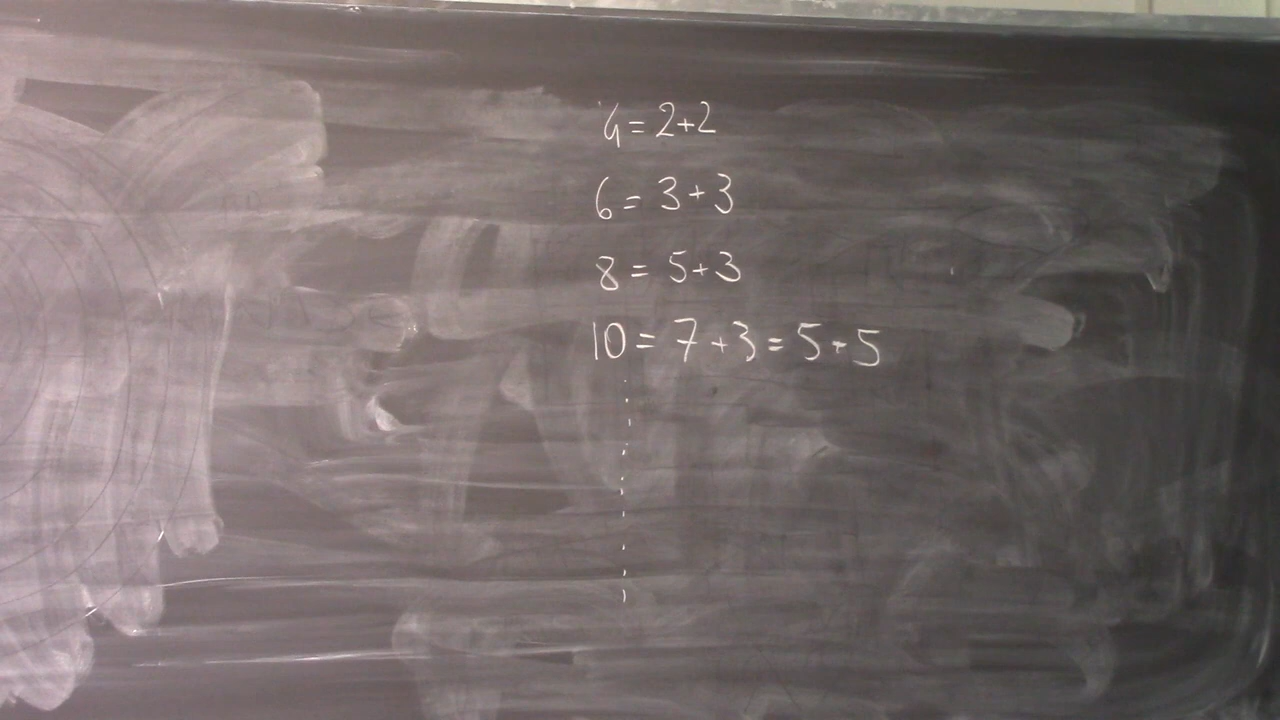 4 = 2+2
6 = 3+3
8 = 5+3
10 = 7+3 = 5+5